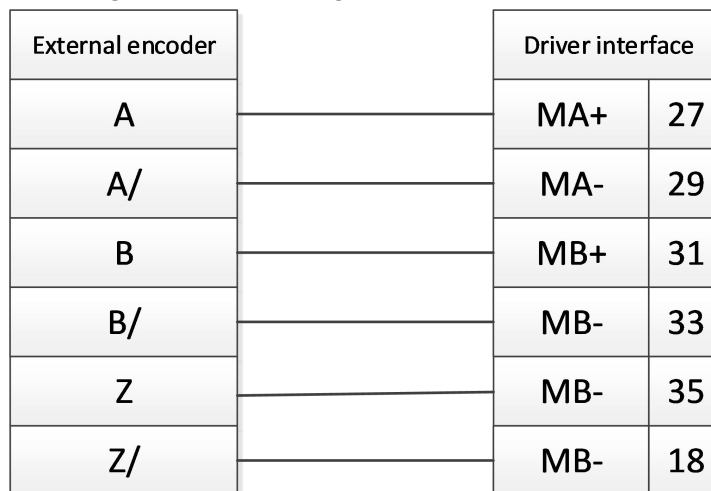 External encoder Driver interface
A MA+ 27
A/ MA- 29
B MB+ 31
B/ MB- 33
Z MB- 35
Z/ MB- 18